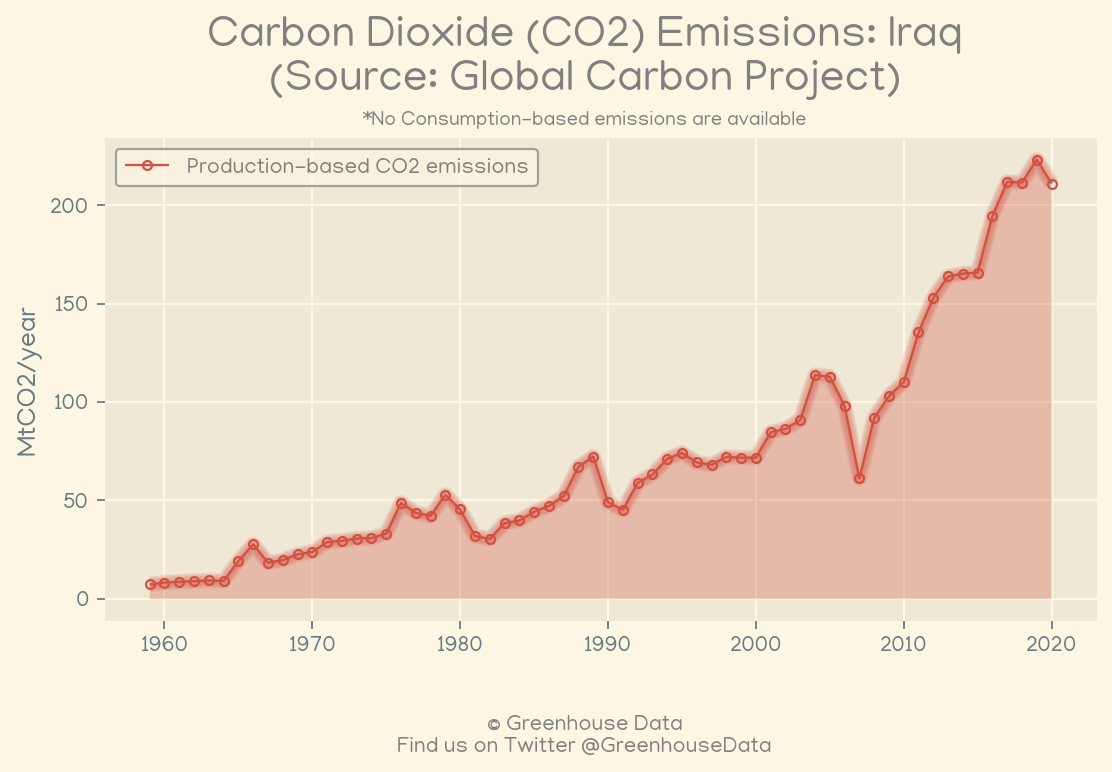 Carbon Dioxide (CO2) Emissions: Iraq
(Source: Global Carbon Project)
*No Consumption-based emissions are available
Production-based CO2 emissions
MtCO2/year
200
150
100
50
0
1960 1970 1980 1990 2000 2010 2020
© Greenhouse Data
Find us on Twitter @GreenhouseData